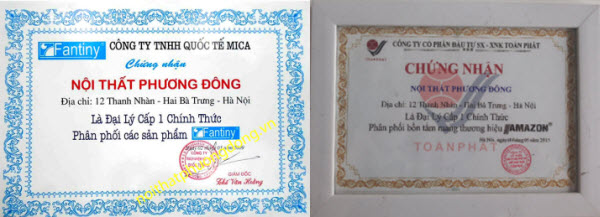 Fantiny
CÔNG TY TNHH QUỐC TẾ MICA
Chứng nhận
NỘI THẤT PHƯƠNG ĐÔNG
Địa chỉ: 12 Thanh Nhàn - Hai Bà Trưng - Hà Nội
Là Đại Lý Cấp 1 Chính Thức
Phân phối các sản phẩm Fantiny
GIÁM ĐỐC
CÔNG TY CỔ PHẦN ĐẦU TƯ SX - XNK TOÀN PHÁT
TOANPHAT
CHỨNG NHẬN
NỘI THẤT PHƯƠNG ĐÔNG
Địa chỉ: 12 Thanh Nhàn - Hai Bà Trưng - Hà Nội
Là Đại Lý Cấp 1 Chính Thức
Phân phối bồn tắm mang thương hiệu AMAZON
TOANPHAT